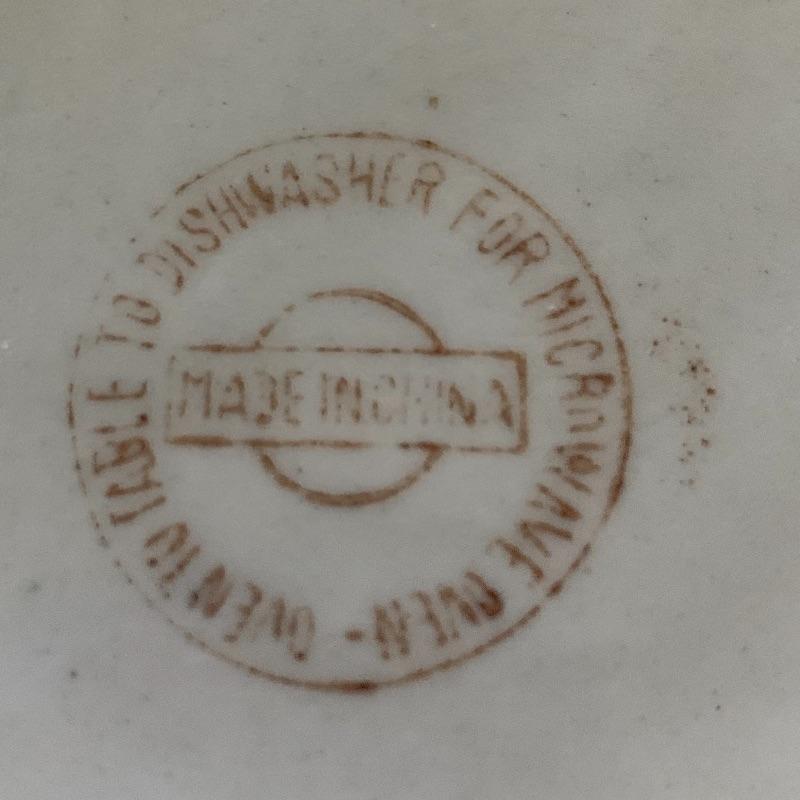 OVEN TO TABLE TO DISHWASHER FOR MICROWAVE OVEN -
MADE IN CHINA